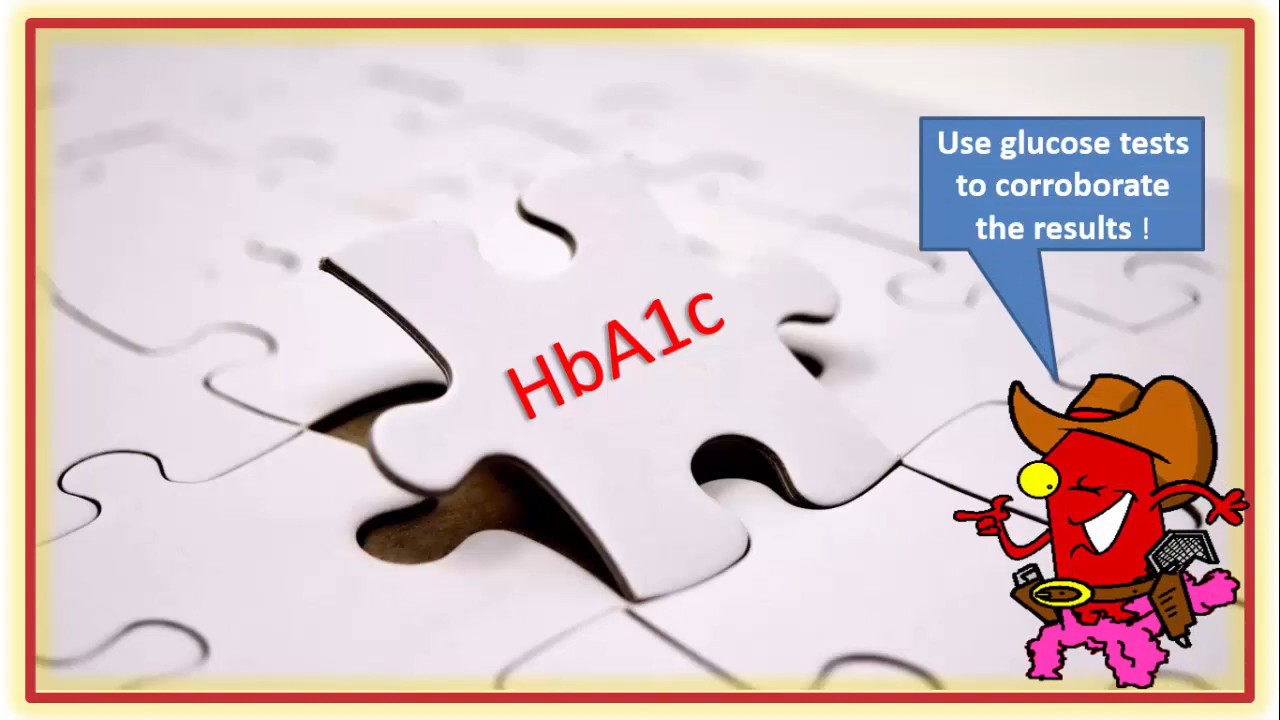 Use glucose tests
to corroborate
the results !
HbA1c